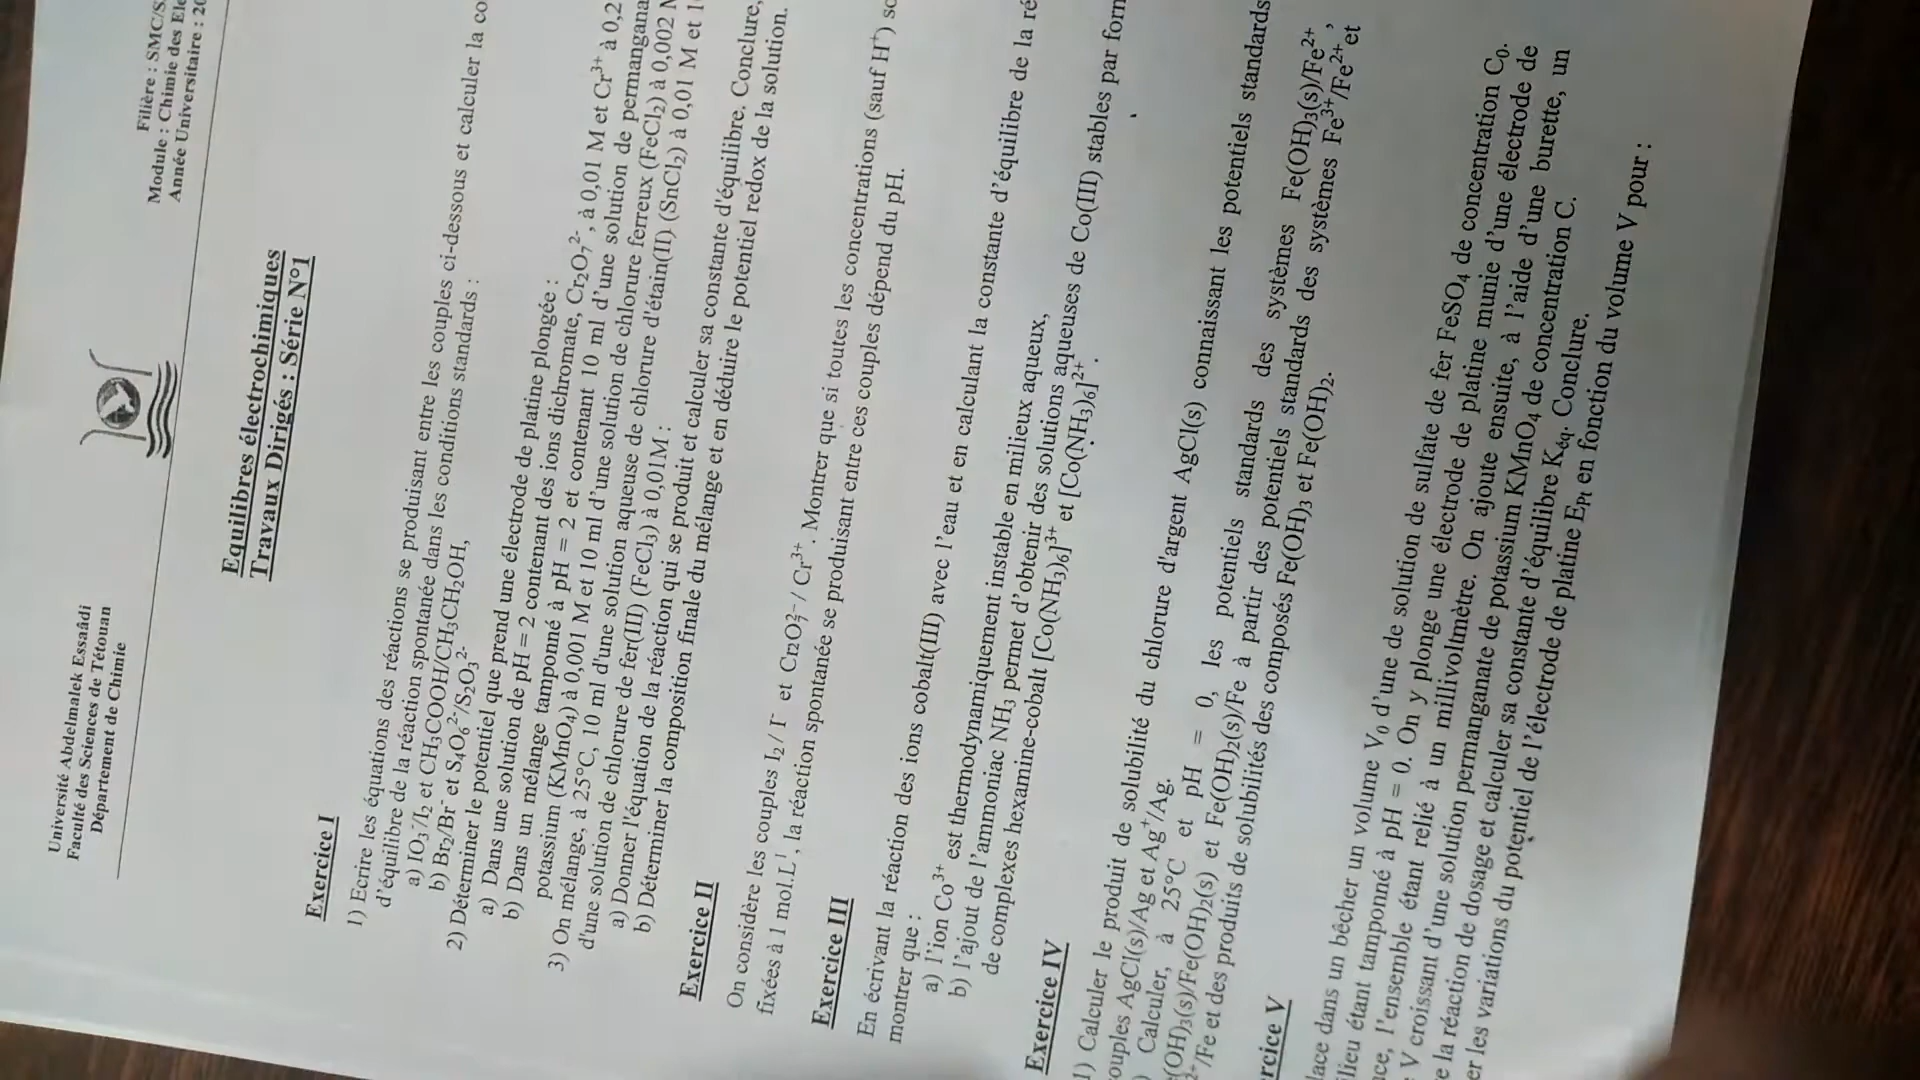 Université Abdelmalek Essaâdi
Faculté des Sciences de Tétouan
Département de Chimie
Filière : SMC/S
Module : Chimie des Ele
Année Universitaire : 20
Equilibres électrochimiques
Travaux Dirigés : Série N°1
Exercice I
1) Ecrire les équations des réactions se produisant entre les couples ci-dessous et calculer la co
d'équilibre de la réaction spontanée dans les conditions standards :
a) IO3-/I2 et CH3COOH/CH3CH2OH,
b) Br2/Br- et S4O6^2-/S2O3^2-
2) Déterminer le potentiel que prend une électrode de platine plongée :
a) Dans une solution de pH = 2 contenant des ions dichromate, Cr2O7^2-, à 0,01 M et Cr3+ à 0,2
b) Dans un mélange tamponné à pH = 2 et contenant 10 ml d'une solution de permangana
potassium (KMnO4) à 0,001 M et 10 ml d'une solution de chlorure ferreux (FeCl2) à 0,002 M
3) On mélange, à 25°C, 10 ml d'une solution aqueuse de chlorure d'étain(II) (SnCl2) à 0,01 M et 1
d'une solution de chlorure de fer(III) (FeCl3) à 0,01M :
a) Donner l'équation de la réaction qui se produit et calculer sa constante d'équilibre. Conclure,
b) Déterminer la composition finale du mélange et en déduire le potentiel redox de la solution.
Exercice II
On considère les couples I2 / I- et Cr2O7^2- / Cr3+. Montrer que si toutes les concentrations (sauf H+) so
fixées à 1 mol.L-1, la réaction spontanée se produisant entre ces couples dépend du pH.
Exercice III
En écrivant la réaction des ions cobalt(III) avec l'eau et en calculant la constante d'équilibre de la ré
montrer que :
a) l'ion Co3+ est thermodynamiquement instable en milieux aqueux,
b) l'ajout de l'ammoniac NH3 permet d'obtenir des solutions aqueuses de Co(III) stables par form
de complexes hexamine-cobalt [Co(NH3)6]3+ et [Co(NH3)6]2+.
Exercice IV
1) Calculer le produit de solubilité du chlorure d'argent AgCl(s) connaissant les potentiels standards
ouples AgCl(s)/Ag et Ag+/Ag.
) Calculer, à 25°C et pH = 0, les potentiels standards des systèmes Fe(OH)3(s)/Fe2+,
(OH)3(s)/Fe(OH)2(s) et Fe(OH)2(s)/Fe à partir des potentiels standards des systèmes Fe3+/Fe2+ et
2+/Fe et des produits de solubilités des composés Fe(OH)3 et Fe(OH)2.
rcice V
lace dans un bêcher un volume V0 d'une de solution de sulfate de fer FeSO4 de concentration C0.
lieu étant tamponné à pH = 0. On y plonge une électrode de platine munie d'une électrode de
nce, l'ensemble étant relié à un millivoltmètre. On ajoute ensuite, à l'aide d'une burette, un
V croissant d'une solution permanganate de potassium KMnO4 de concentration C.
e la réaction de dosage et calculer sa constante d'équilibre Kéq. Conclure.
er les variations du potentiel de l'électrode de platine EPt en fonction du volume V pour :